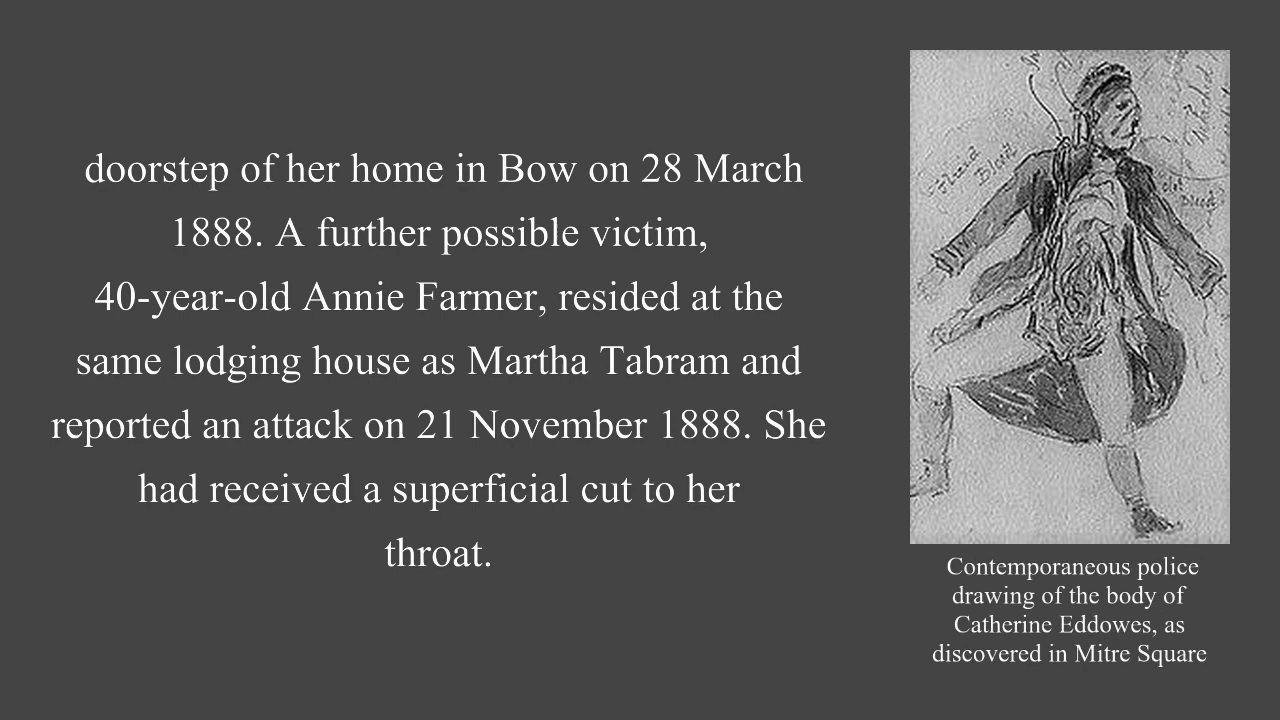 doorstep of her home in Bow on 28 March
1888. A further possible victim,
40-year-old Annie Farmer, resided at the
same lodging house as Martha Tabram and
reported an attack on 21 November 1888. She
had received a superficial cut to her
throat.
Blood
Contemporaneous police
drawing of the body of
Catherine Eddowes, as
discovered in Mitre Square